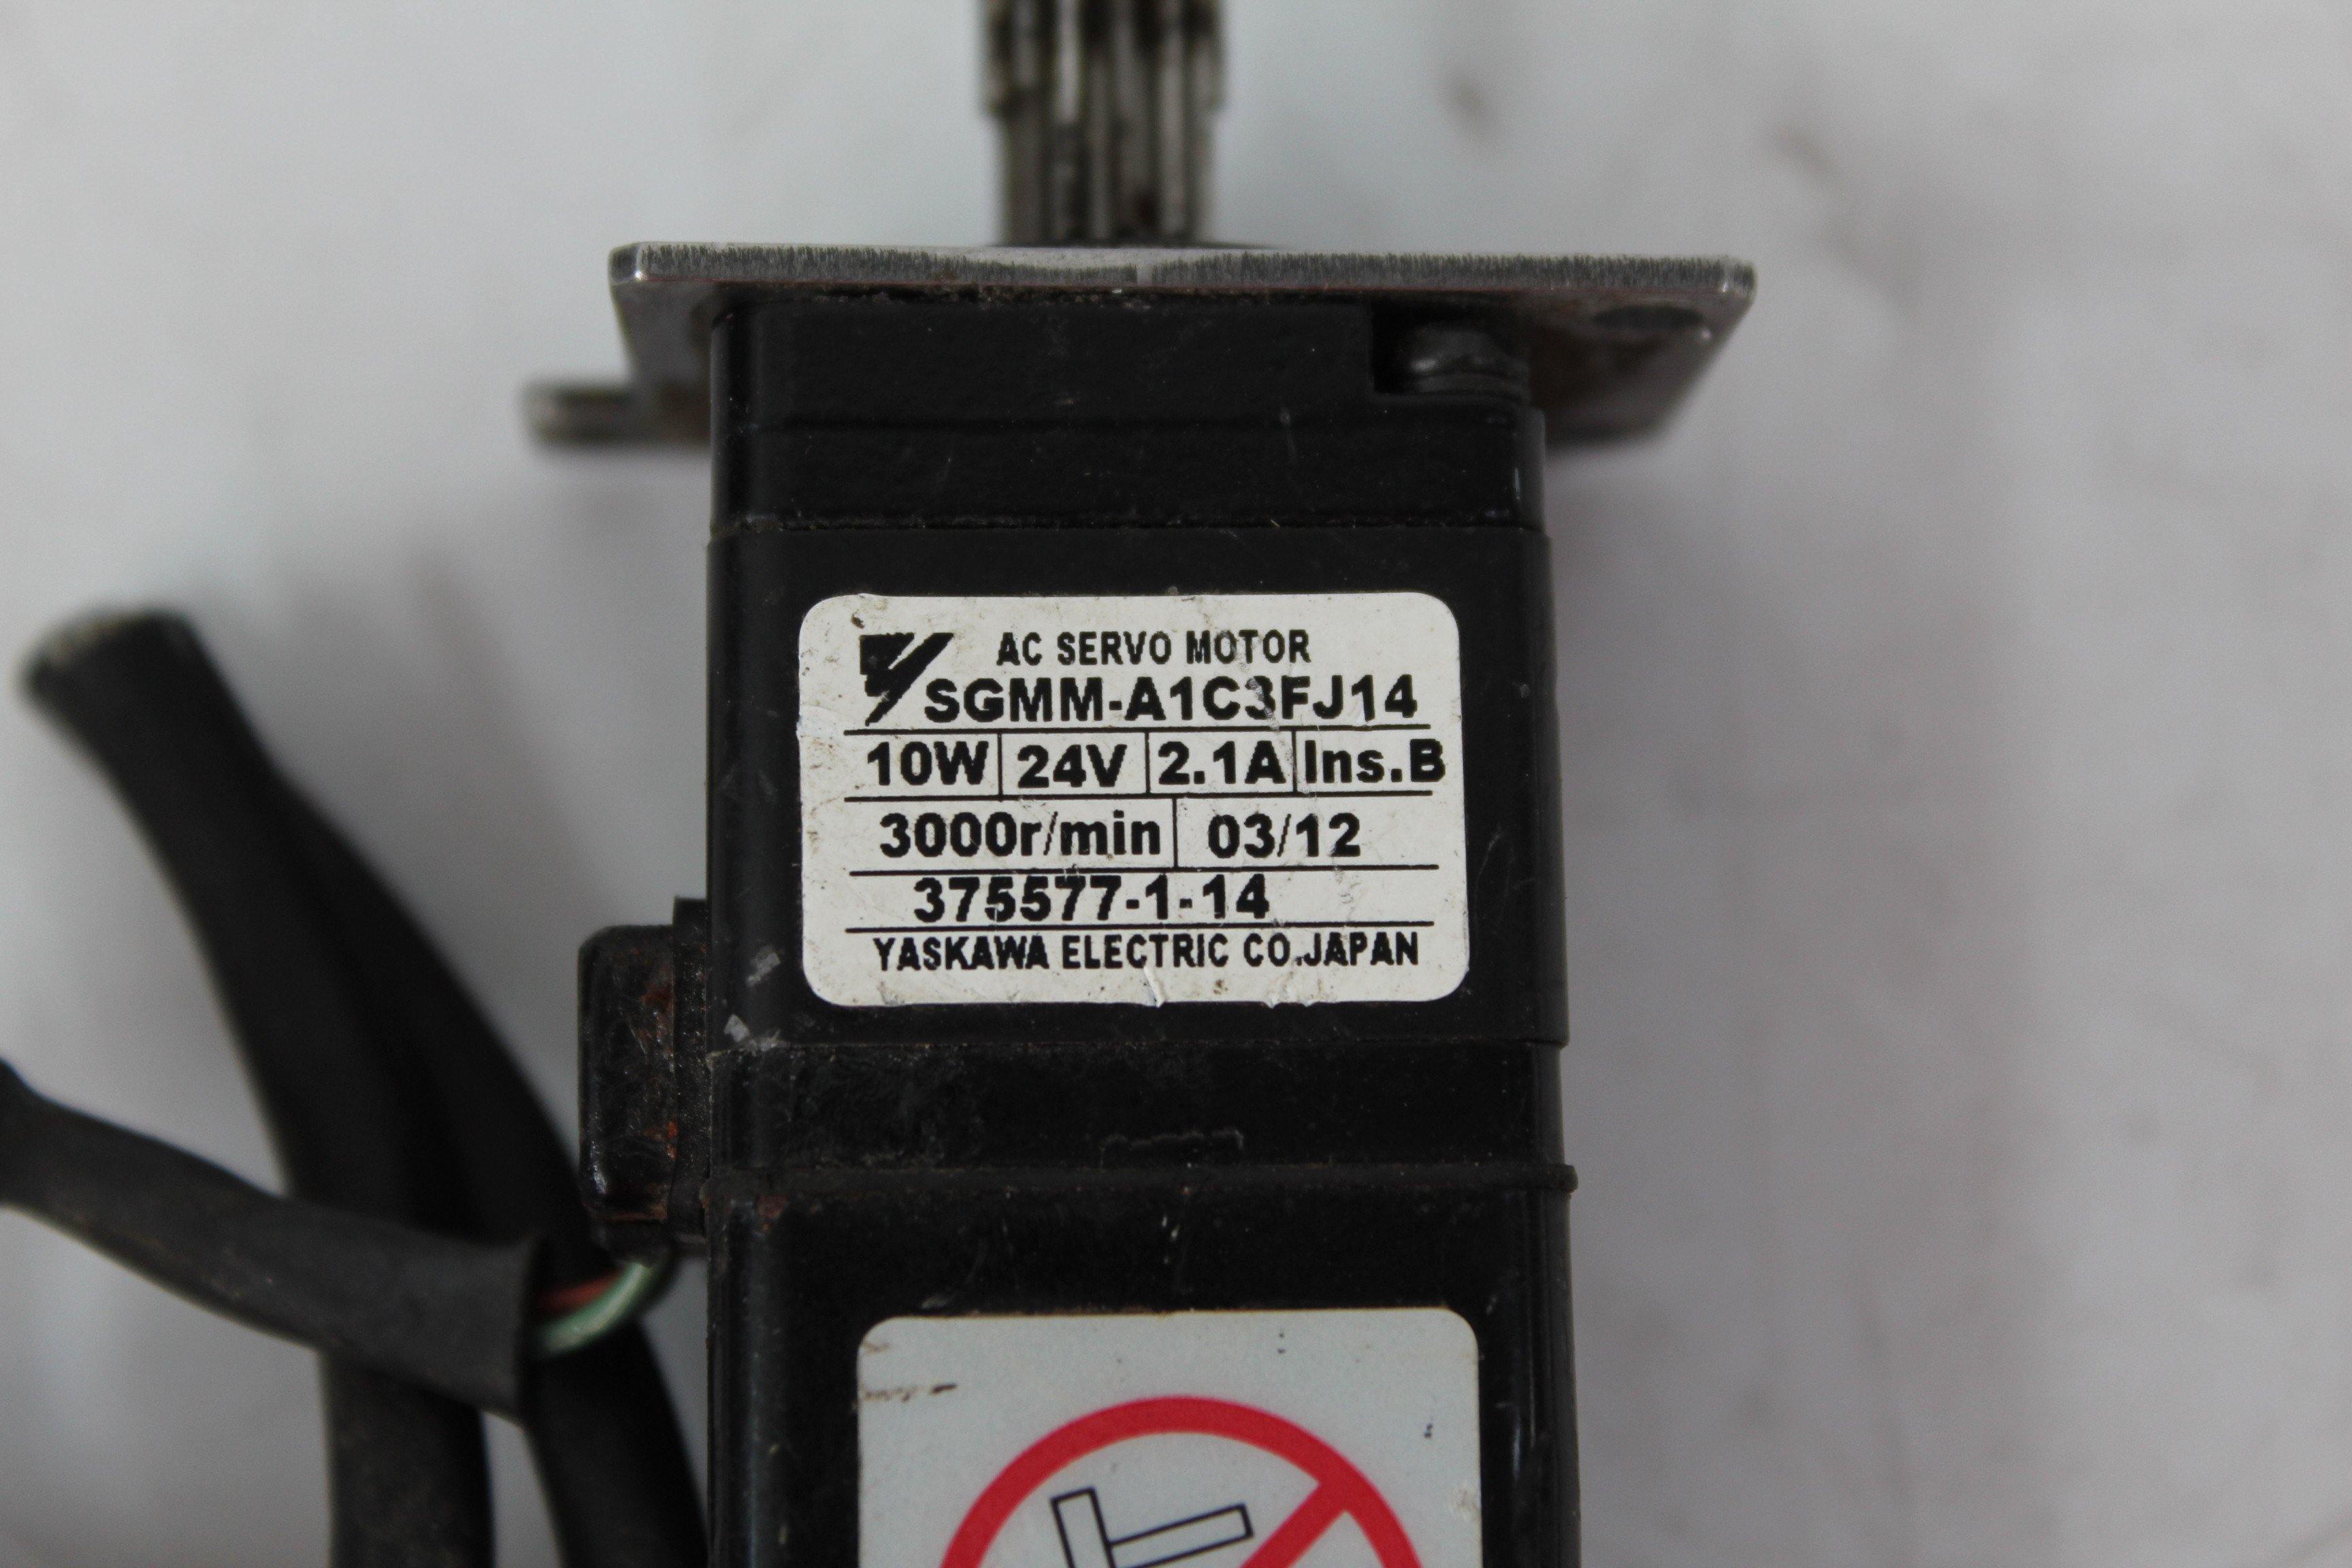 AC SERVO MOTOR
SGMM-A1C3FJ14
10W 24V 2.1A Ins.B
3000r/min 03/12
375577-1-14
YASKAWA ELECTRIC CO.JAPAN